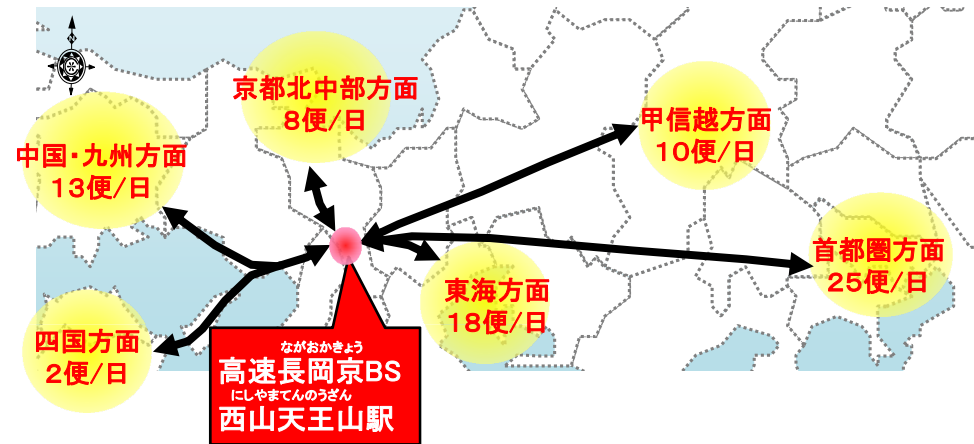 京都北中部方面
8便/日
甲信越方面
10便/日
中国・九州方面
13便/日
首都圏方面
25便/日
東海方面
18便/日
四国方面
2便/日
ながおかきょう
高速長岡京BS
にしやまてんのうざん
西山天王山駅